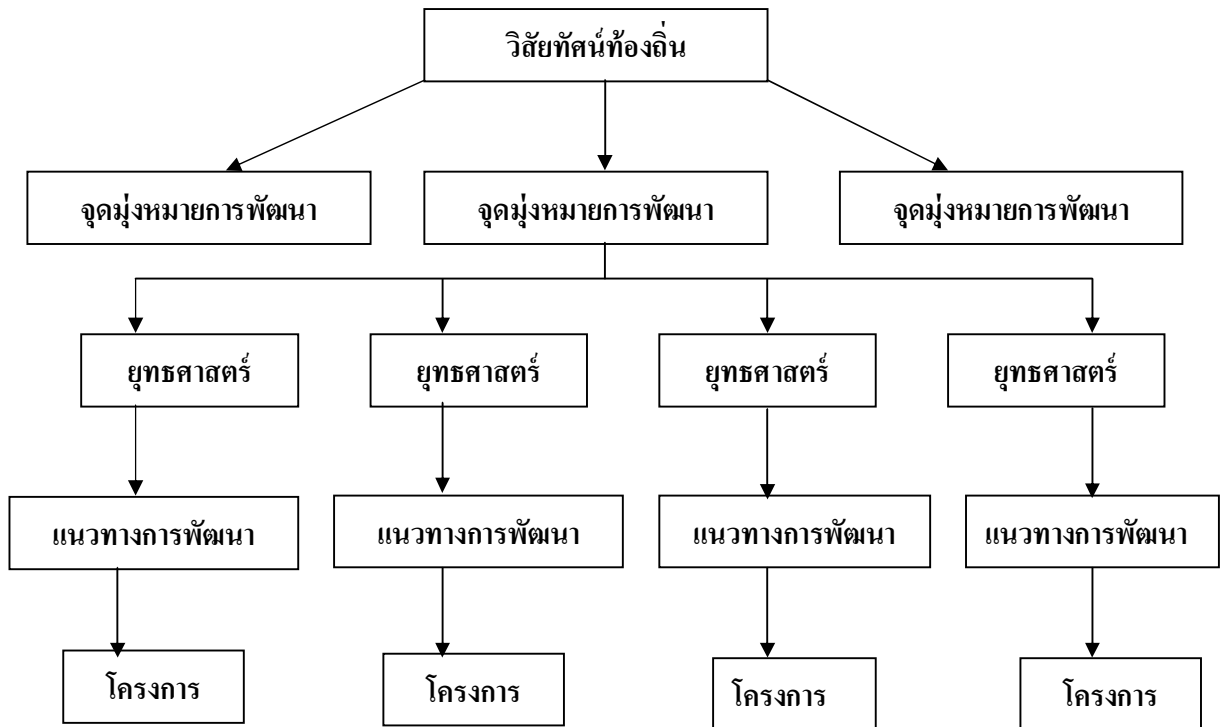 วิสัยทัศน์ท้องถิ่น
จุดมุ่งหมายการพัฒนา
จุดมุ่งหมายการพัฒนา
จุดมุ่งหมายการพัฒนา
ยุทธศาสตร์
ยุทธศาสตร์
ยุทธศาสตร์
ยุทธศาสตร์
แนวทางการพัฒนา
แนวทางการพัฒนา
แนวทางการพัฒนา
แนวทางการพัฒนา
โครงการ
โครงการ
โครงการ
โครงการ